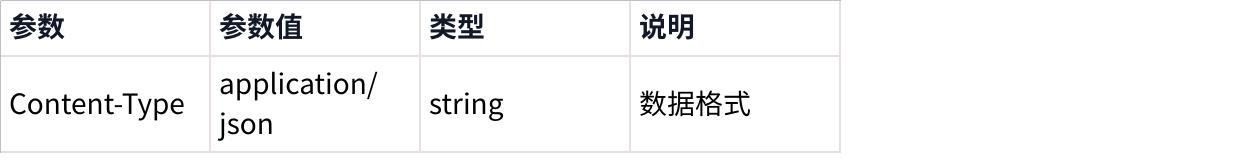 参数 参数值 类型 说明
Content-Type application/ string 数据格式
json